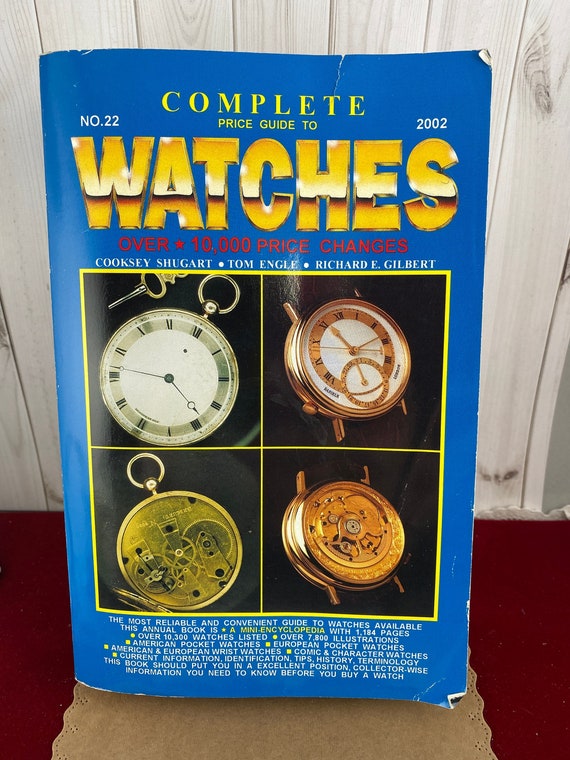 COMPLETE
NO.22 PRICE GUIDE TO 2002
WATCHES
OVER ★ 10,000 PRICE CHANGES
COOKSEY SHUGART • TOM ENGLE • RICHARD E. GILBERT
THE MOST RELIABLE AND CONVENIENT GUIDE TO WATCHES AVAILABLE
THIS ANNUAL BOOK IS ★ A MINI-ENCYCLOPEDIA WITH 1,184 PAGES
● OVER 10,300 WATCHES LISTED ● OVER 7,800 ILLUSTRATIONS
■ AMERICAN POCKET WATCHES ■ EUROPEAN POCKET WATCHES
■ AMERICAN & EUROPEAN WRIST WATCHES ■ COMIC & CHARACTER WATCHES
■ CURRENT INFORMATION, IDENTIFICATION, TIPS, HISTORY, TERMINOLOGY
THIS BOOK SHOULD PUT YOU IN A EXCELLENT POSITION, COLLECTOR-WISE
INFORMATION YOU NEED TO KNOW BEFORE YOU BUY A WATCH